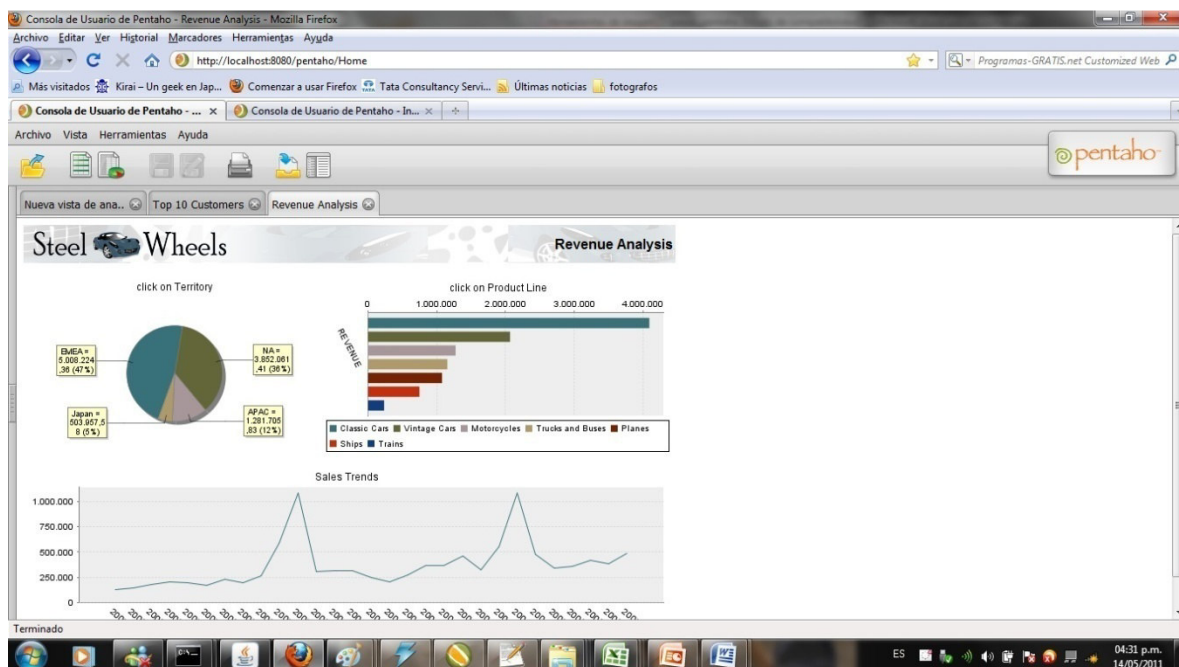 Consola de Usuario de Pentaho - Revenue Analysis - Mozilla Firefox
Archivo Editar Ver Historial Marcadores Herramientas Ayuda
http://localhost:8080/pentaho/Home
Programas-GRATIS.net Customized Web
Más visitados Kirai – Un geek en Jap... Comenzar a usar Firefox Tata Consultancy Servi... Últimas noticias fotografos
Consola de Usuario de Pentaho - ... Consola de Usuario de Pentaho - In...
Archivo Vista Herramientas Ayuda
pentaho
Nueva vista de ana.. Top 10 Customers Revenue Analysis
Steel Wheels
Revenue Analysis
click on Territory
EMEA =
5.008.224
,36 (47%)
NA =
3.852.061
,41 (36%)
Japan =
503.957,5
8 (5%)
APAC =
1.281.705
,83 (12%)
click on Product Line
0 1.000.000 2.000.000 3.000.000 4.000.000
REVENUE
Classic Cars Vintage Cars Motorcycles Trucks and Buses Planes
Ships Trains
Sales Trends
1.000.000
750.000
500.000
250.000
0
Terminado
ES
04:31 p.m.
14/05/2011